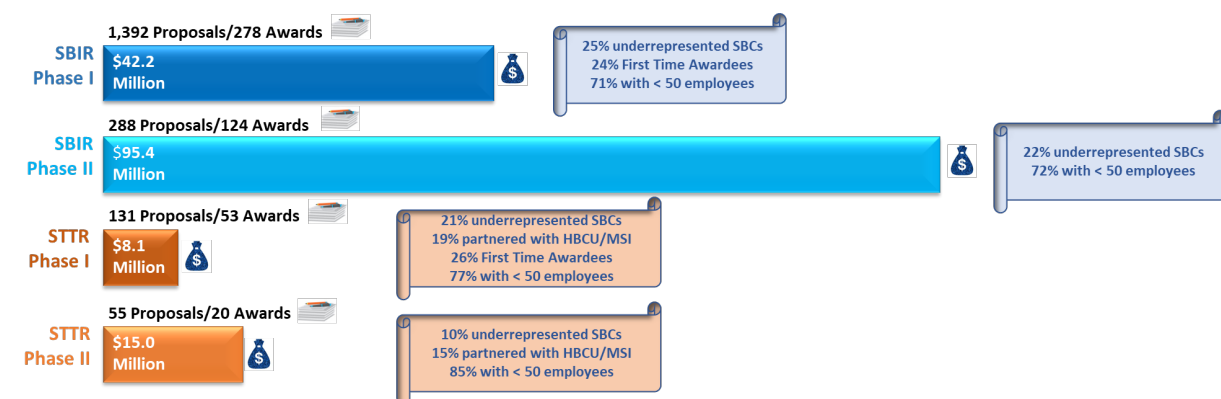 1,392 Proposals/278 Awards
SBIR
Phase I
$42.2
Million
$
25% underrepresented SBCs
24% First Time Awardees
71% with < 50 employees
288 Proposals/124 Awards
SBIR
Phase II
$95.4
Million
$
22% underrepresented SBCs
72% with < 50 employees
131 Proposals/53 Awards
STTR
Phase I
$8.1
Million
$
21% underrepresented SBCs
19% partnered with HBCU/MSI
26% First Time Awardees
77% with < 50 employees
55 Proposals/20 Awards
STTR
Phase II
$15.0
Million
$
10% underrepresented SBCs
15% partnered with HBCU/MSI
85% with < 50 employees